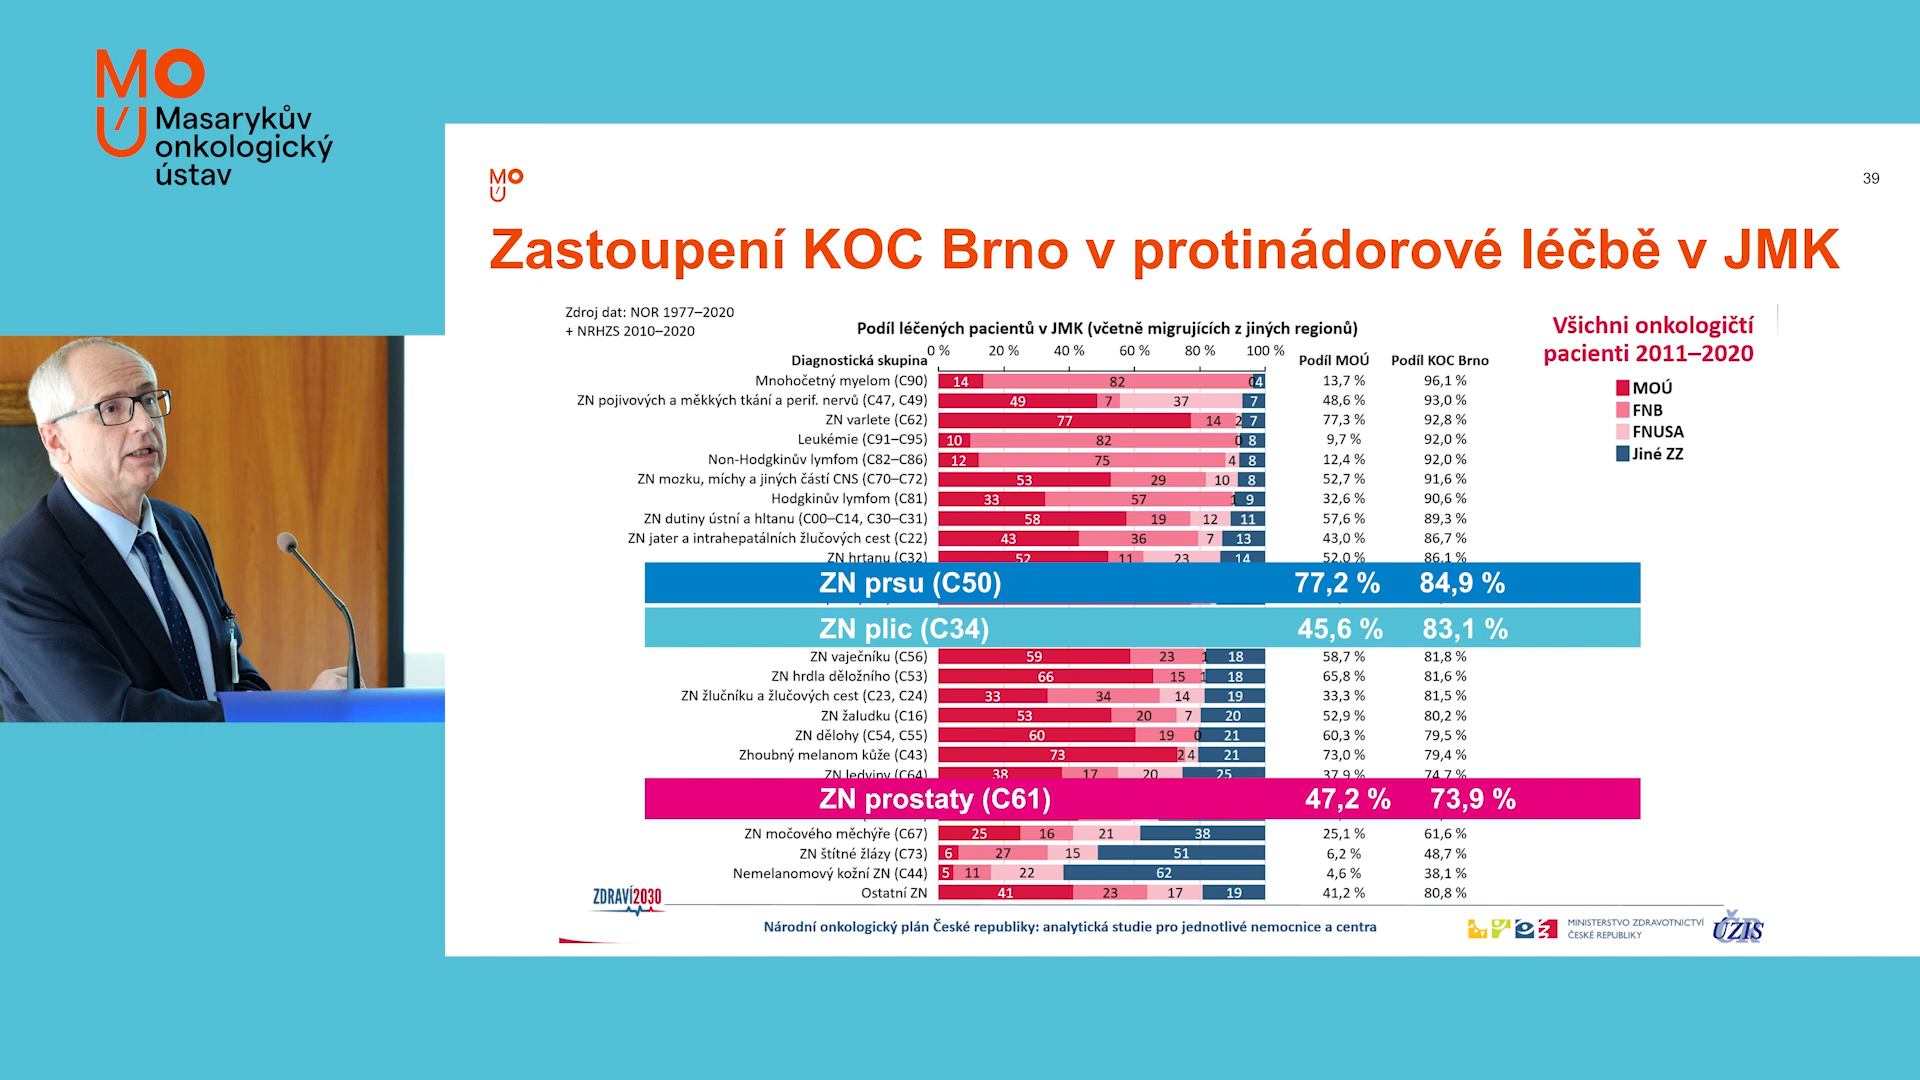 MOÚ
Masarykův
onkologický
ústav
MOÚ
39
Zastoupení KOC Brno v protinádorové léčbě v JMK
Zdroj dat: NOR 1977–2020
+ NRHZS 2010–2020
Podíl léčených pacientů v JMK (včetně migrujících z jiných regionů)
Všichni onkologičtí
pacienti 2011–2020
Diagnostická skupina 0 % 20 % 40 % 60 % 80 % 100 % Podíl MOÚ Podíl KOC Brno
Mnohočetný myelom (C90) 14 82 0 4 13,7 % 96,1 %
ZN pojivových a měkkých tkání a perif. nervů (C47, C49) 49 7 37 7 48,6 % 93,0 %
ZN varlete (C62) 77 14 2 7 77,3 % 92,8 %
Leukémie (C91–C95) 10 82 0 8 9,7 % 92,0 %
Non-Hodgkinův lymfom (C82–C86) 12 75 4 8 12,4 % 92,0 %
ZN mozku, míchy a jiných částí CNS (C70–C72) 53 29 10 8 52,7 % 91,6 %
Hodgkinův lymfom (C81) 33 57 1 9 32,6 % 90,6 %
ZN dutiny ústní a hltanu (C00–C14, C30–C31) 58 19 12 11 57,6 % 89,3 %
ZN jater a intrahepatálních žlučových cest (C22) 43 36 7 13 43,0 % 86,7 %
ZN hrtanu (C32) 52 11 23 14 52,0 % 86,1 %
ZN prsu (C50) 77,2 % 84,9 %
ZN plic (C34) 45,6 % 83,1 %
ZN vaječníku (C56) 59 23 1 18 58,7 % 81,8 %
ZN hrdla děložního (C53) 66 15 1 18 65,8 % 81,6 %
ZN žlučníku a žlučových cest (C23, C24) 33 34 14 19 33,3 % 81,5 %
ZN žaludku (C16) 53 20 7 20 52,9 % 80,2 %
ZN dělohy (C54, C55) 60 19 0 21 60,3 % 79,5 %
Zhoubný melanom kůže (C43) 73 2 4 21 73,0 % 79,4 %
ZN ledviny (C64) 38 17 20 25 37,9 % 74,7 %
ZN prostaty (C61) 47,2 % 73,9 %
ZN močového měchýře (C67) 25 16 21 38 25,1 % 61,6 %
ZN štítné žlázy (C73) 6 27 15 51 6,2 % 48,7 %
Nemelanomový kožní ZN (C44) 5 11 22 62 4,6 % 38,1 %
Ostatní ZN 41 23 17 19 41,2 % 80,8 %
MOÚ
FNB
FNUSA
Jiné ZZ
ZDRAVÍ2030
Národní onkologický plán České republiky: analytická studie pro jednotlivé nemocnice a centra
MINISTERSTVO ZDRAVOTNICTVÍ
ČESKÉ REPUBLIKY
ÚZIS ČR